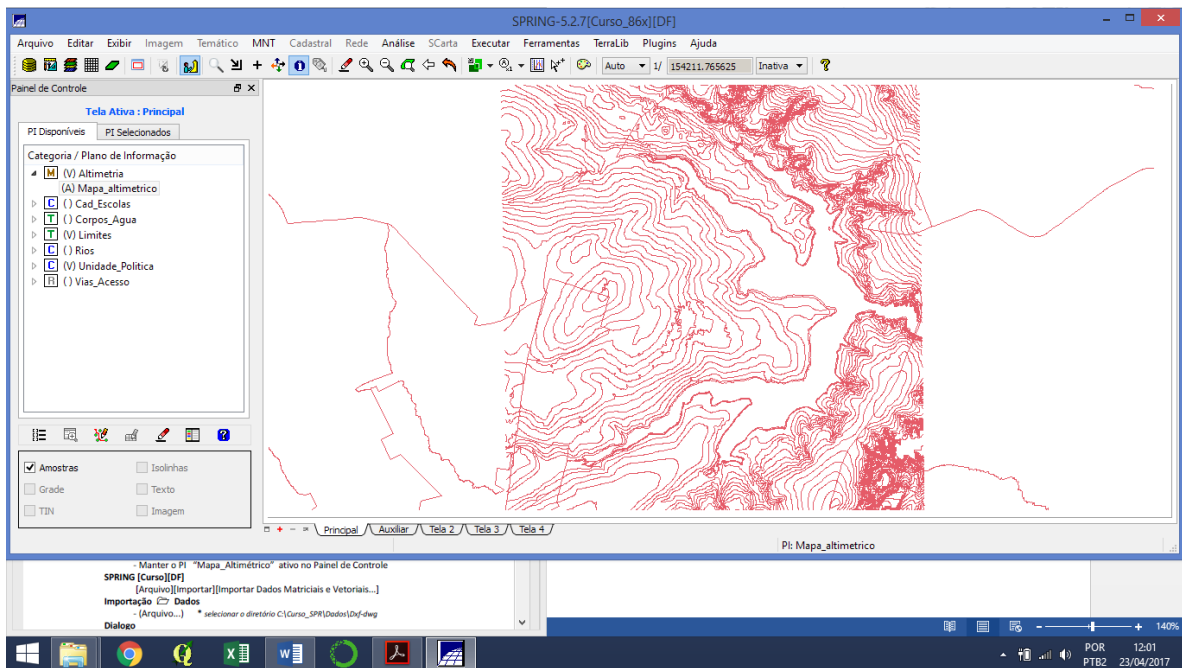 SPRING-5.2.7[Curso_86x][DF]
Arquivo Editar Exibir Imagem Temático MNT Cadastral Rede Análise SCarta Executar Ferramentas TerraLib Plugins Ajuda
Auto 1/ 154211.765625 Inativa
Painel de Controle
Tela Ativa : Principal
PI Disponíveis PI Selecionados
Categoria / Plano de Informação
M (V) Altimetria
(A) Mapa_altimetrico
C ( ) Cad_Escolas
T ( ) Corpos_Agua
T (V) Limites
C ( ) Rios
C (V) Unidade_Politica
R ( ) Vias_Acesso
Amostras Isolinhas
Grade Texto
TIN Imagem
Principal Auxiliar Tela 2 Tela 3 Tela 4
PI: Mapa_altimetrico
- Manter o PI "Mapa_Altimétrico" ativo no Painel de Controle
SPRING [Curso][DF]
[Arquivo][Importar][Importar Dados Matriciais e Vetoriais...]
Importação Dados
- (Arquivo...) * selecionar o diretório C:\Curso_SPR\Dados\Dxf-dwg
Dialogo
140%
POR 12:01
PTB2 23/04/2017